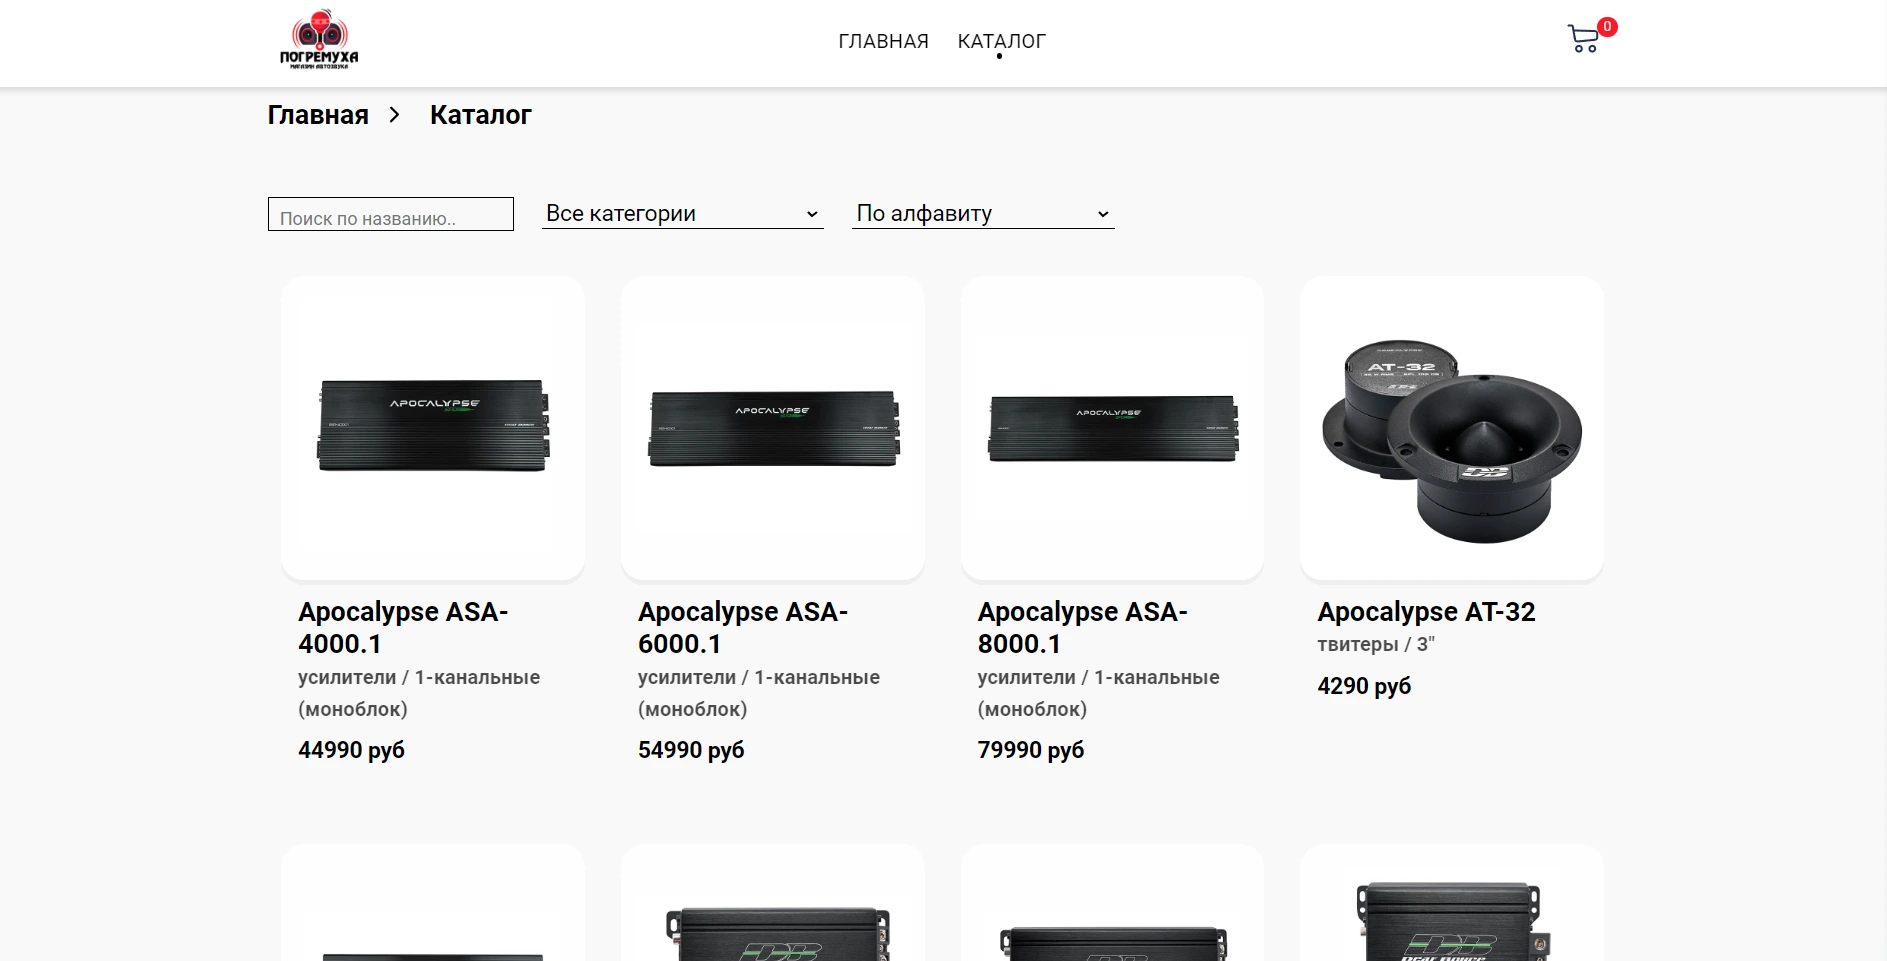 ПОГРЕМУХА
МАГАЗИН АВТОЗВУКА
ГЛАВНАЯ
КАТАЛОГ
0
Главная
Каталог
Поиск по названию..
Все категории
По алфавиту
APOCALYPSE
APOCALYPSE
APOCALYPSE
AT-32
Apocalypse ASA-
4000.1
усилители / 1-канальные
(моноблок)
44990 руб
Apocalypse ASA-
6000.1
усилители / 1-канальные
(моноблок)
54990 руб
Apocalypse ASA-
8000.1
усилители / 1-канальные
(моноблок)
79990 руб
Apocalypse AT-32
твитеры / 3"
4290 руб